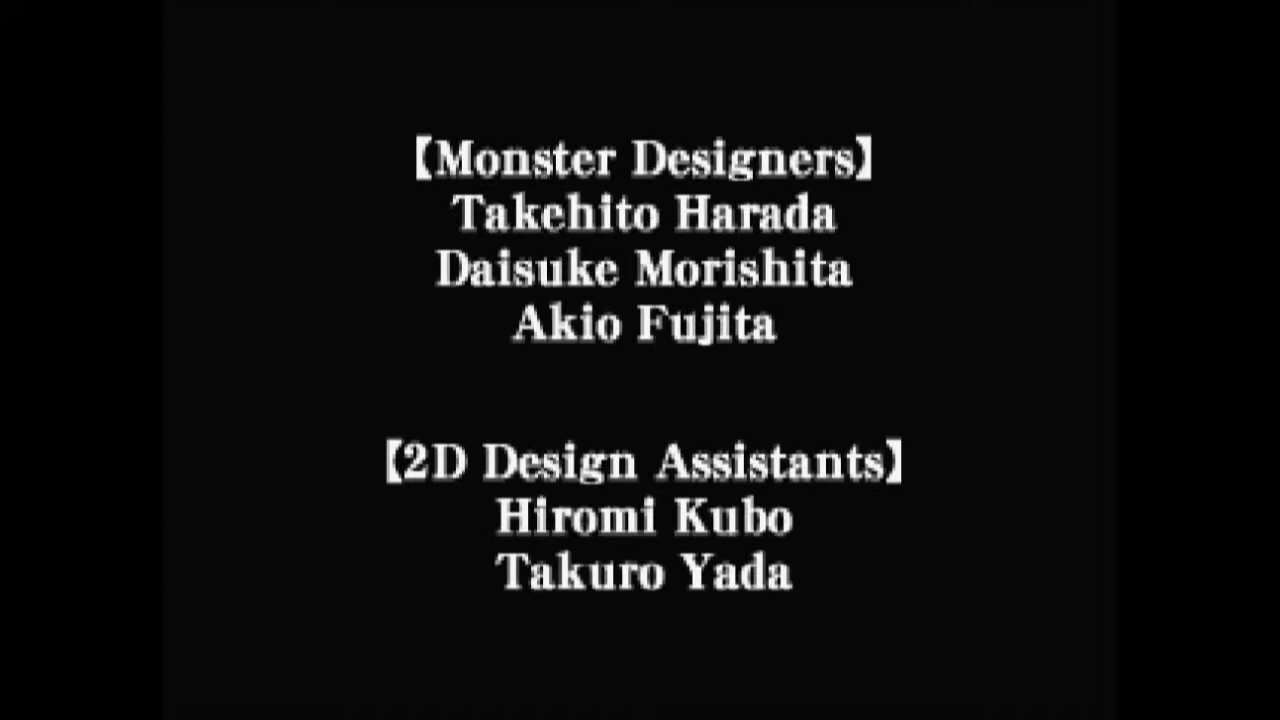 【Monster Designers】
Takehito Harada
Daisuke Morishita
Akio Fujita
【2D Design Assistants】
Hiromi Kubo
Takuro Yada